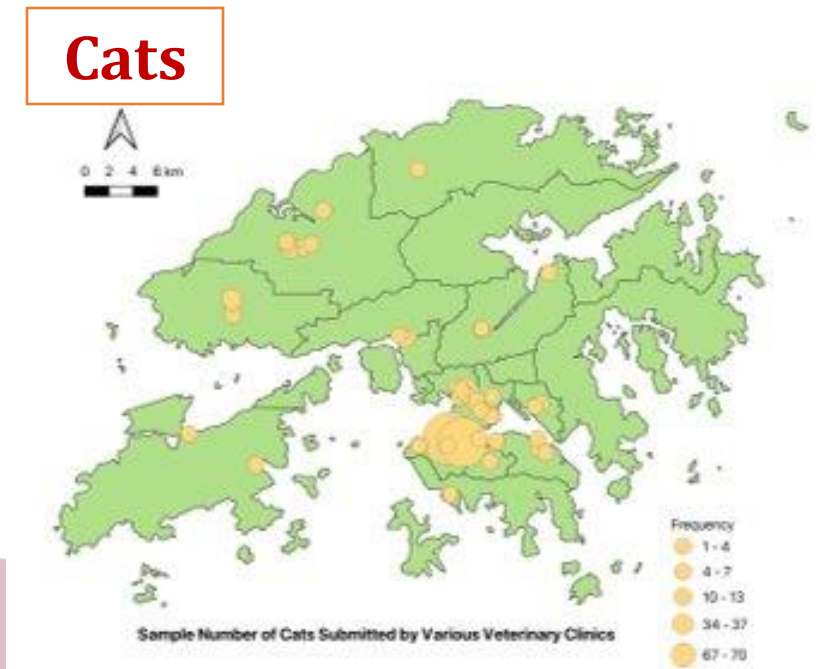 Cats
0 2 4 6 km
Frequency
1 - 4
4 - 7
10 - 13
34 - 37
67 - 70
Sample Number of Cats Submitted by Various Veterinary Clinics